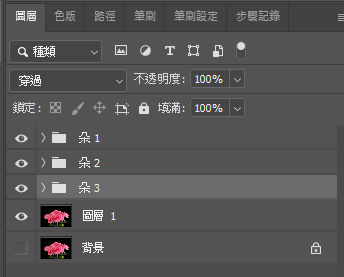 圖層 色版 路徑 筆刷 筆刷設定 步驟記錄
種類
穿過 不透明度: 100%
鎖定: 填滿: 100%
朵 1
朵 2
朵 3
圖層 1
背景